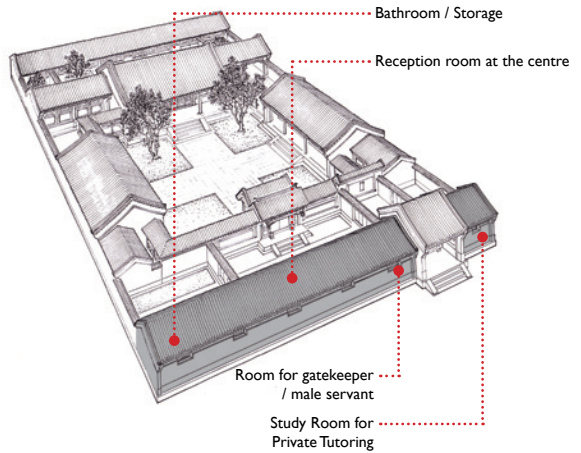 Bathroom / Storage
Reception room at the centre
Room for gatekeeper
/ male servant
Study Room for
Private Tutoring